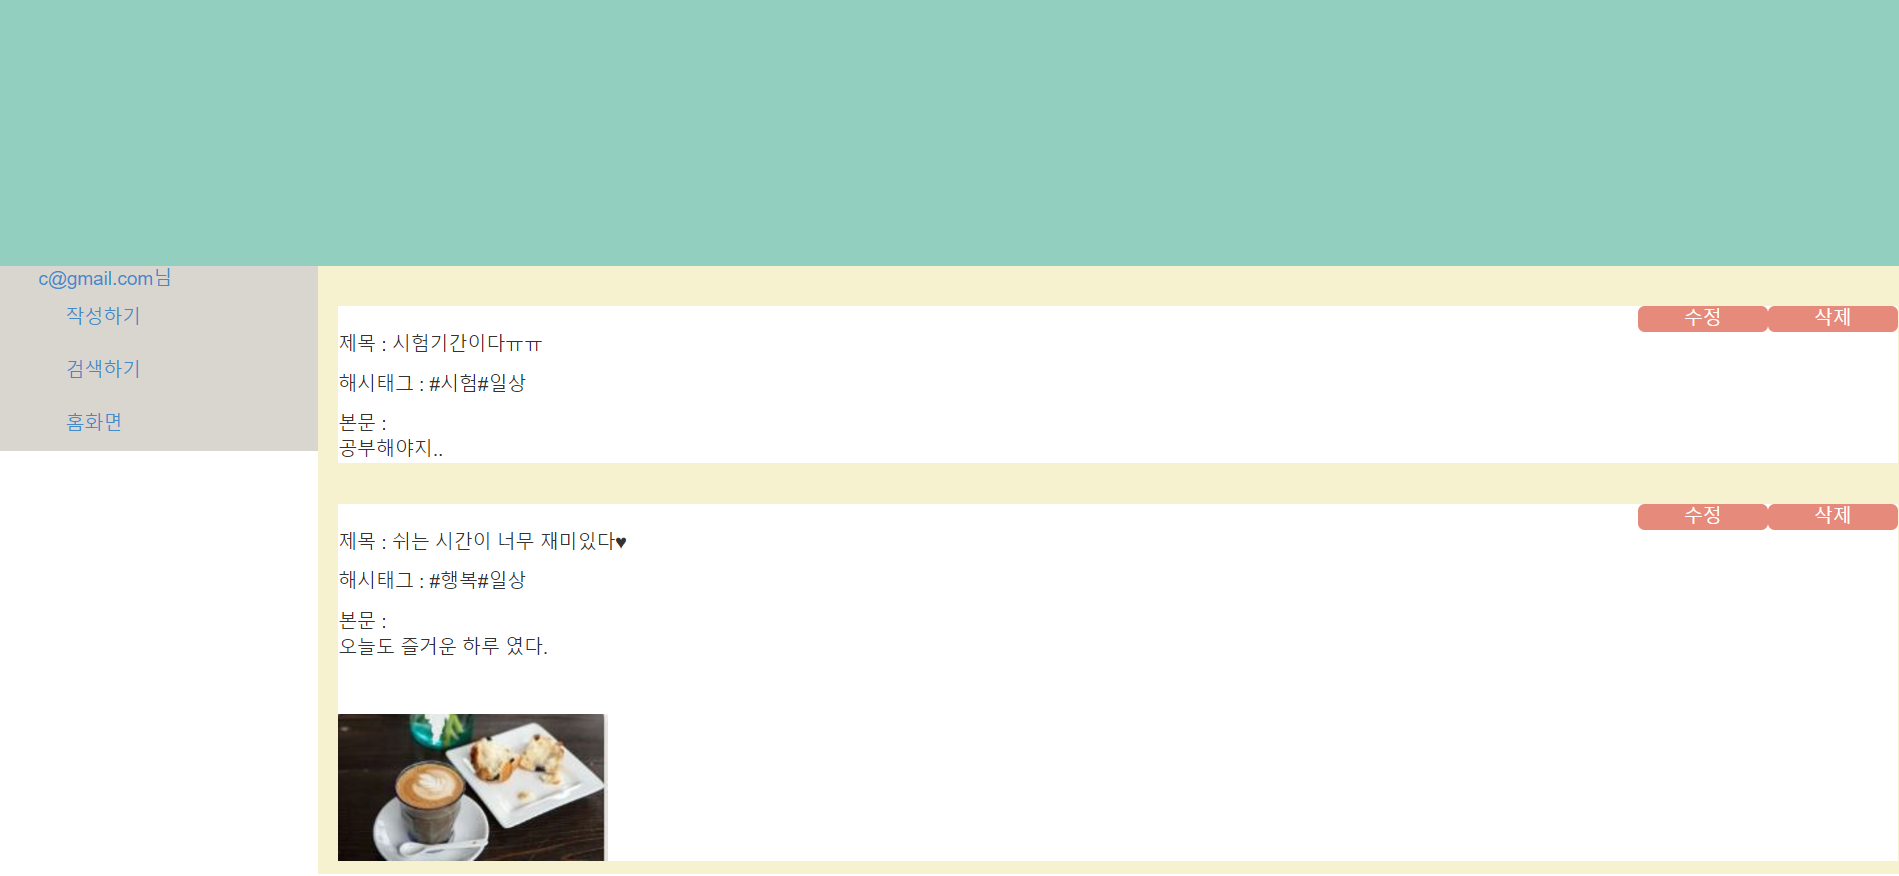 c@gmail.com님
작성하기
검색하기
홈화면
수정 삭제
제목 : 시험기간이다ㅠㅠ
해시태그 : #시험#일상
본문 :
공부해야지..
수정 삭제
제목 : 쉬는 시간이 너무 재미있다♥
해시태그 : #행복#일상
본문 :
오늘도 즐거운 하루 였다.